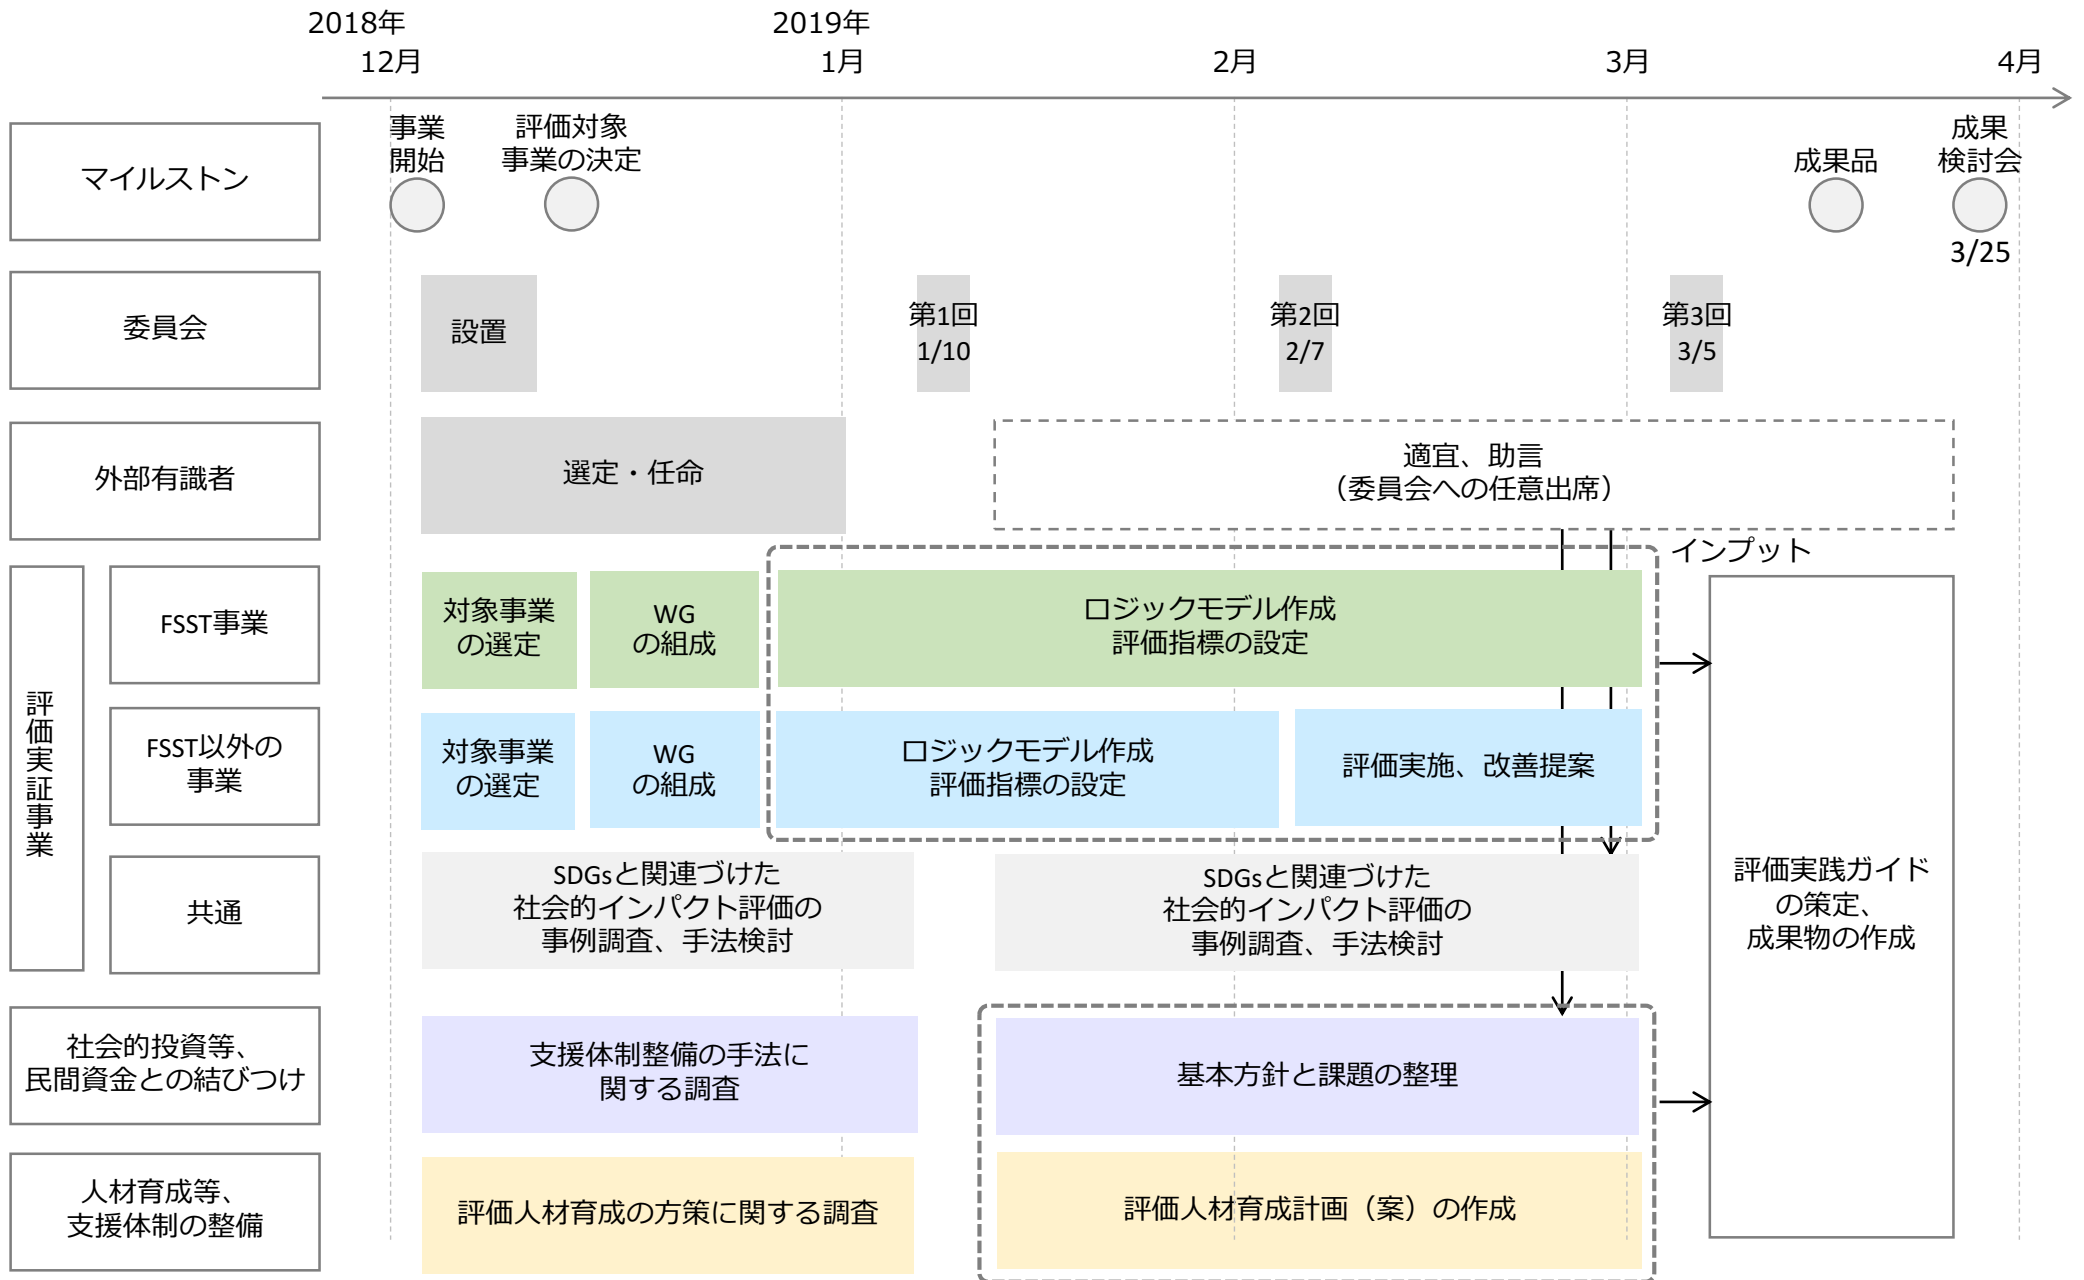 2018年
2019年
12月
1月
2月
3月
4月
マイルストン
事業
開始
評価対象
事業の決定
成果品
成果
検討会
3/25
委員会
設置
第1回
1/10
第2回
2/7
第3回
3/5
外部有識者
選定・任命
適宜、助言
（委員会への任意出席）
インプット
評価実証事業
FSST事業
対象事業
の選定
WG
の組成
ロジックモデル作成
評価指標の設定
FSST以外の
事業
対象事業
の選定
WG
の組成
ロジックモデル作成
評価指標の設定
評価実施、改善提案
共通
SDGsと関連づけた
社会的インパクト評価の
事例調査、手法検討
SDGsと関連づけた
社会的インパクト評価の
事例調査、手法検討
評価実践ガイド
の策定、
成果物の作成
社会的投資等、
民間資金との結びつけ
支援体制整備の手法に
関する調査
基本方針と課題の整理
人材育成等、
支援体制の整備
評価人材育成の方策に関する調査
評価人材育成計画（案）の作成